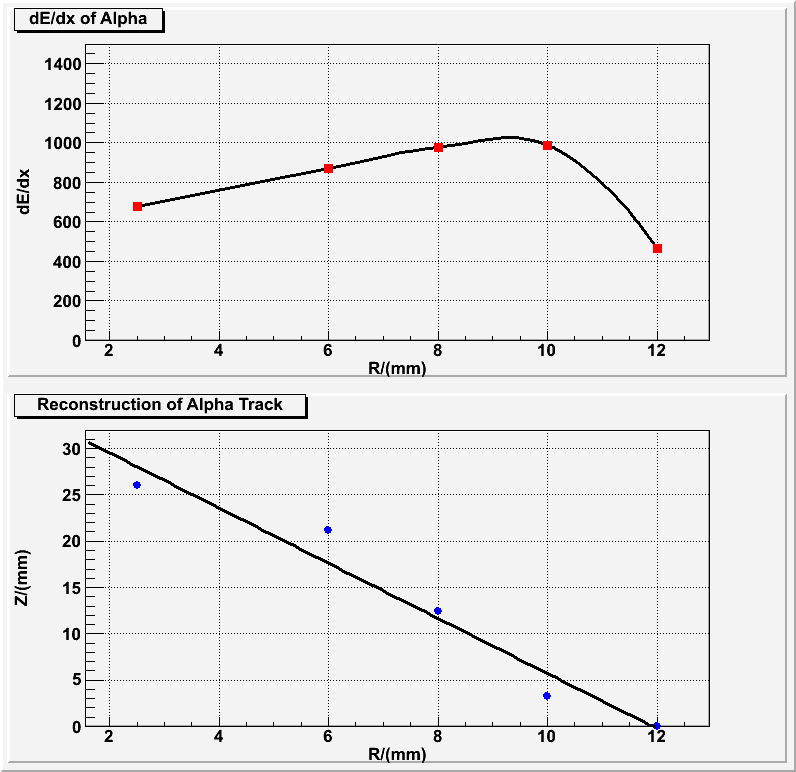 dE/dx of Alpha
1400
1200
1000
800
600
400
200
0
dE/dx
2 4 6 8 10 12
R/(mm)
Reconstruction of Alpha Track
30
25
20
15
10
5
0
Z/(mm)
2 4 6 8 10 12
R/(mm)